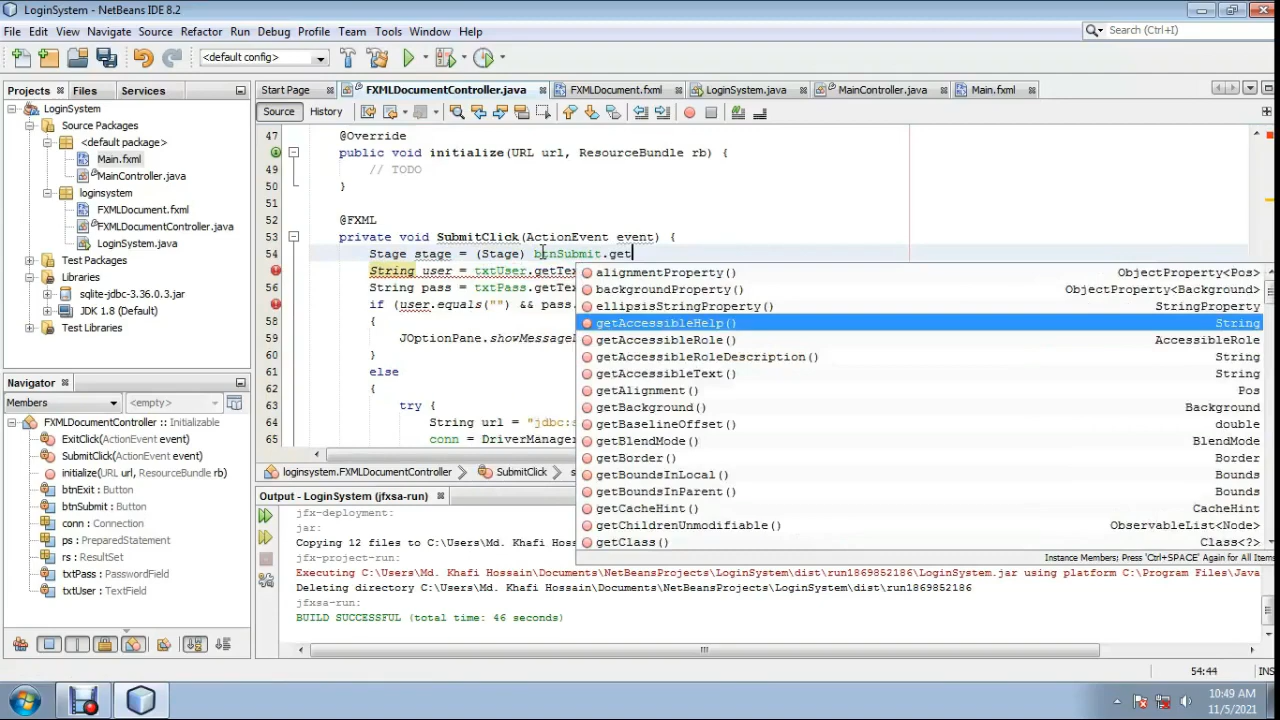 LoginSystem - NetBeans IDE 8.2
File Edit View Navigate Source Refactor Run Debug Profile Team Tools Window Help
Search (Ctrl+I)
<default config>
Projects Files Services
Start Page FXMLDocumentController.java FXMLDocument.fxml LoginSystem.java MainController.java Main.fxml
Source History
LoginSystem
Source Packages
<default package>
Main.fxml
MainController.java
loginsystem
FXMLDocument.fxml
FXMLDocumentController.java
LoginSystem.java
Test Packages
Libraries
sqlite-jdbc-3.36.0.3.jar
JDK 1.8 (Default)
Test Libraries
47 @Override
public void initialize(URL url, ResourceBundle rb) {
49 // TODO
50 }
51
52 @FXML
53 private void SubmitClick(ActionEvent event) {
54 Stage stage = (Stage) btnSubmit.get
String user = txtUser.getTe
56 String pass = txtPass.getTe
if (user.equals("") && pass.
58 {
59 JOptionPane.showMessageD
60 }
61 else
62 {
63 try {
64 String url = "jdbc:s
65 conn = DriverManager
alignmentProperty() ObjectProperty<Pos>
backgroundProperty() ObjectProperty<Background>
ellipsisStringProperty() StringProperty
getAccessibleHelp() String
getAccessibleRole() AccessibleRole
getAccessibleRoleDescription() String
getAccessibleText() String
getAlignment() Pos
getBackground() Background
getBaselineOffset() double
getBlendMode() BlendMode
getBorder() Border
getBoundsInLocal() Bounds
getBoundsInParent() Bounds
getCacheHint() CacheHint
getChildrenUnmodifiable() ObservableList<Node>
getClass() Class<?>
Instance Members; Press 'Ctrl+SPACE' Again for All Items
loginsystem.FXMLDocumentController SubmitClick
Navigator
Members <empty>
FXMLDocumentController :: Initializable
ExitClick(ActionEvent event)
SubmitClick(ActionEvent event)
initialize(URL url, ResourceBundle rb)
btnExit : Button
btnSubmit : Button
conn : Connection
ps : PreparedStatement
rs : ResultSet
txtPass : PasswordField
txtUser : TextField
Output - LoginSystem (jfxsa-run)
jfx-deployment:
jar:
Copying 12 files to C:\Users\Md. Khafi Hoss
jfx-project-run:
Executing C:\Users\Md. Khafi Hossain\Documents\NetBeansProjects\LoginSystem\dist\run1869852186\LoginSystem.jar using platform C:\Program Files\Java
Deleting directory C:\Users\Md. Khafi Hossain\Documents\NetBeansProjects\LoginSystem\dist\run1869852186
jfxsa-run:
BUILD SUCCESSFUL (total time: 46 seconds)
54:44 INS
10:49 AM
11/5/2021